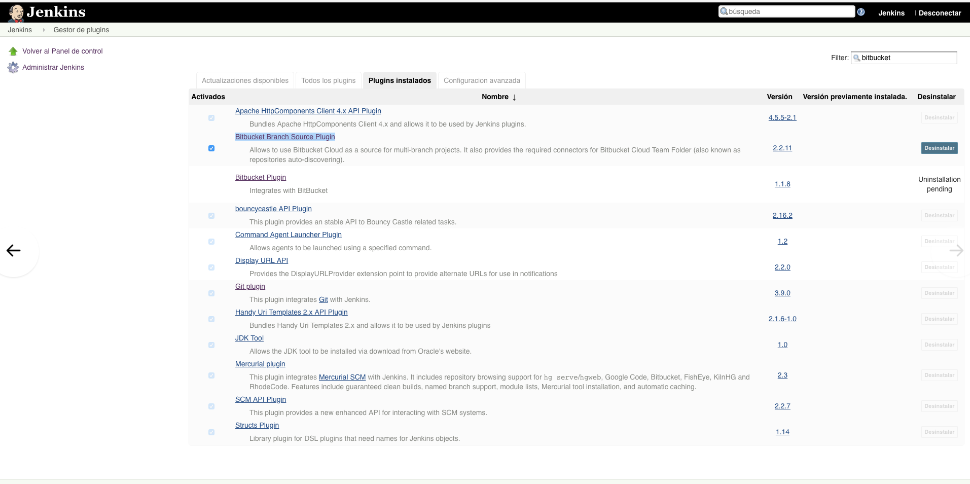 Jenkins
búsqueda
Jenkins
Desconectar
Jenkins
Gestor de plugins
Volver al Panel de control
Administrar Jenkins
Filter:
bitbucket
Actualizaciones disponibles
Todos los plugins
Plugins instalados
Configuracion avanzada
Activados
Nombre ↓
Versión
Versión previamente instalada.
Desinstalar
Apache HttpComponents Client 4.x API Plugin
Bundles Apache HttpComponents Client 4.x and allows it to be used by Jenkins plugins.
4.5.5-2.1
Desinstalar
Bitbucket Branch Source Plugin
Allows to use Bitbucket Cloud as a source for multi-branch projects. It also provides the required connectors for Bitbucket Cloud Team Folder (also known as
repositories auto-discovering).
2.2.11
Desinstalar
Bitbucket Plugin
Integrates with BitBucket
1.1.8
Uninstallation
pending
bouncycastle API Plugin
This plugin provides an stable API to Bouncy Castle related tasks.
2.16.2
Desinstalar
Command Agent Launcher Plugin
Allows agents to be launched using a specified command.
1.2
Desinstalar
Display URL API
Provides the DisplayURLProvider extension point to provide alternate URLs for use in notifications
2.2.0
Desinstalar
Git plugin
This plugin integrates Git with Jenkins.
3.9.0
Desinstalar
Handy Uri Templates 2.x API Plugin
Bundles Handy Uri Templates 2.x and allows it to be used by Jenkins plugins
2.1.6-1.0
Desinstalar
JDK Tool
Allows the JDK tool to be installed via download from Oracle's website.
1.0
Desinstalar
Mercurial plugin
This plugin integrates Mercurial SCM with Jenkins. It includes repository browsing support for hg serve/hgweb, Google Code, Bitbucket, FishEye, KilnHG and
RhodeCode. Features include guaranteed clean builds, named branch support, module lists, Mercurial tool installation, and automatic caching.
2.3
Desinstalar
SCM API Plugin
This plugin provides a new enhanced API for interacting with SCM systems.
2.2.7
Desinstalar
Structs Plugin
Library plugin for DSL plugins that need names for Jenkins objects.
1.14
Desinstalar